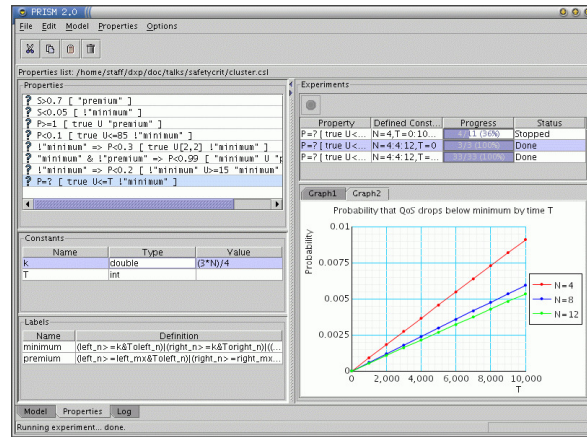 PRISM 2.0
File Edit Model Properties Options
Properties list: /home/staff/dxp/doc/talks/safetycrit/cluster.csl
Properties
? S>0.7 [ "premium" ]
? S<0.05 [ !"minimum" ]
? P>=1 [ true U "premium" ]
? P<0.1 [ true U<=85 !"minimum" ]
? !"minimum" => P<0.3 [ true U[2,2] !"minimum" ]
? "minimum" & !"premium" => P<0.99 [ "minimum" U "p
? !"minimum" => P<0.2 [ !"minimum" U>=15 "minimum"
? P=? [ true U<=T !"minimum" ]
Constants
Name Type Value
k double (3*N)/4
T int
Labels
Name Definition
minimum (left_n>=k&Toleft_n)|(right_n>=k&Toright_n)|((...
premium (left_n>=left_mx&Toleft_n)|(right_n>=right_mx...
Experiments
Property Defined Const... Progress Status
P=? [ true U<... N=4,T=0:10... 4/11 (36%) Stopped
P=? [ true U<... N=4:4:12,T=0 3/3 (100%) Done
P=? [ true U<... N=4:4:12,T=... 33/33 (100%) Done
Graph1 Graph2
Probability that QoS drops below minimum by time T
Probability
0.01
0.0075
0.005
0.0025
0
0 2,000 4,000 6,000 8,000 10,000
T
N=4
N=8
N=12
Model Properties Log
Running experiment... done.